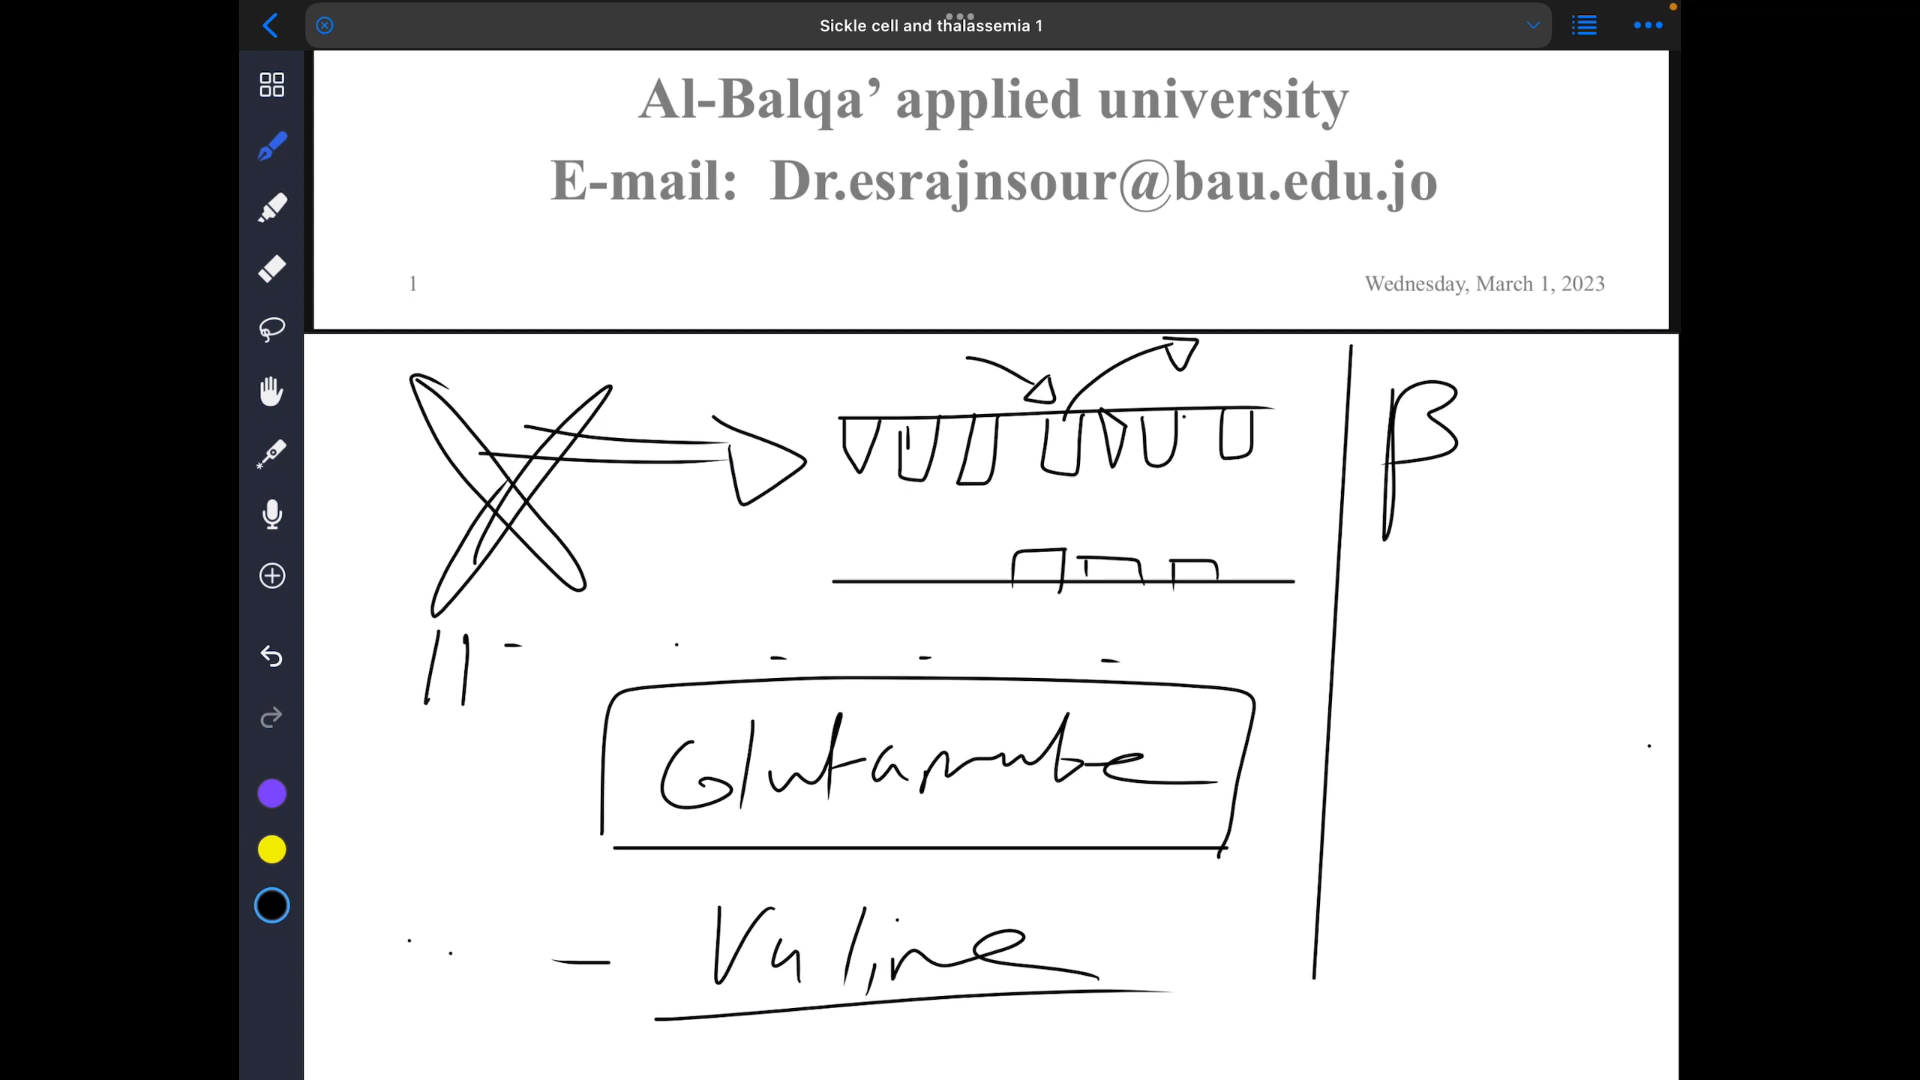 Sickle cell and thalassemia 1
Al-Balqa’ applied university
E-mail: Dr.esrajnsour@bau.edu.jo
1
Wednesday, March 1, 2023
β
11
Glutamate
Valine